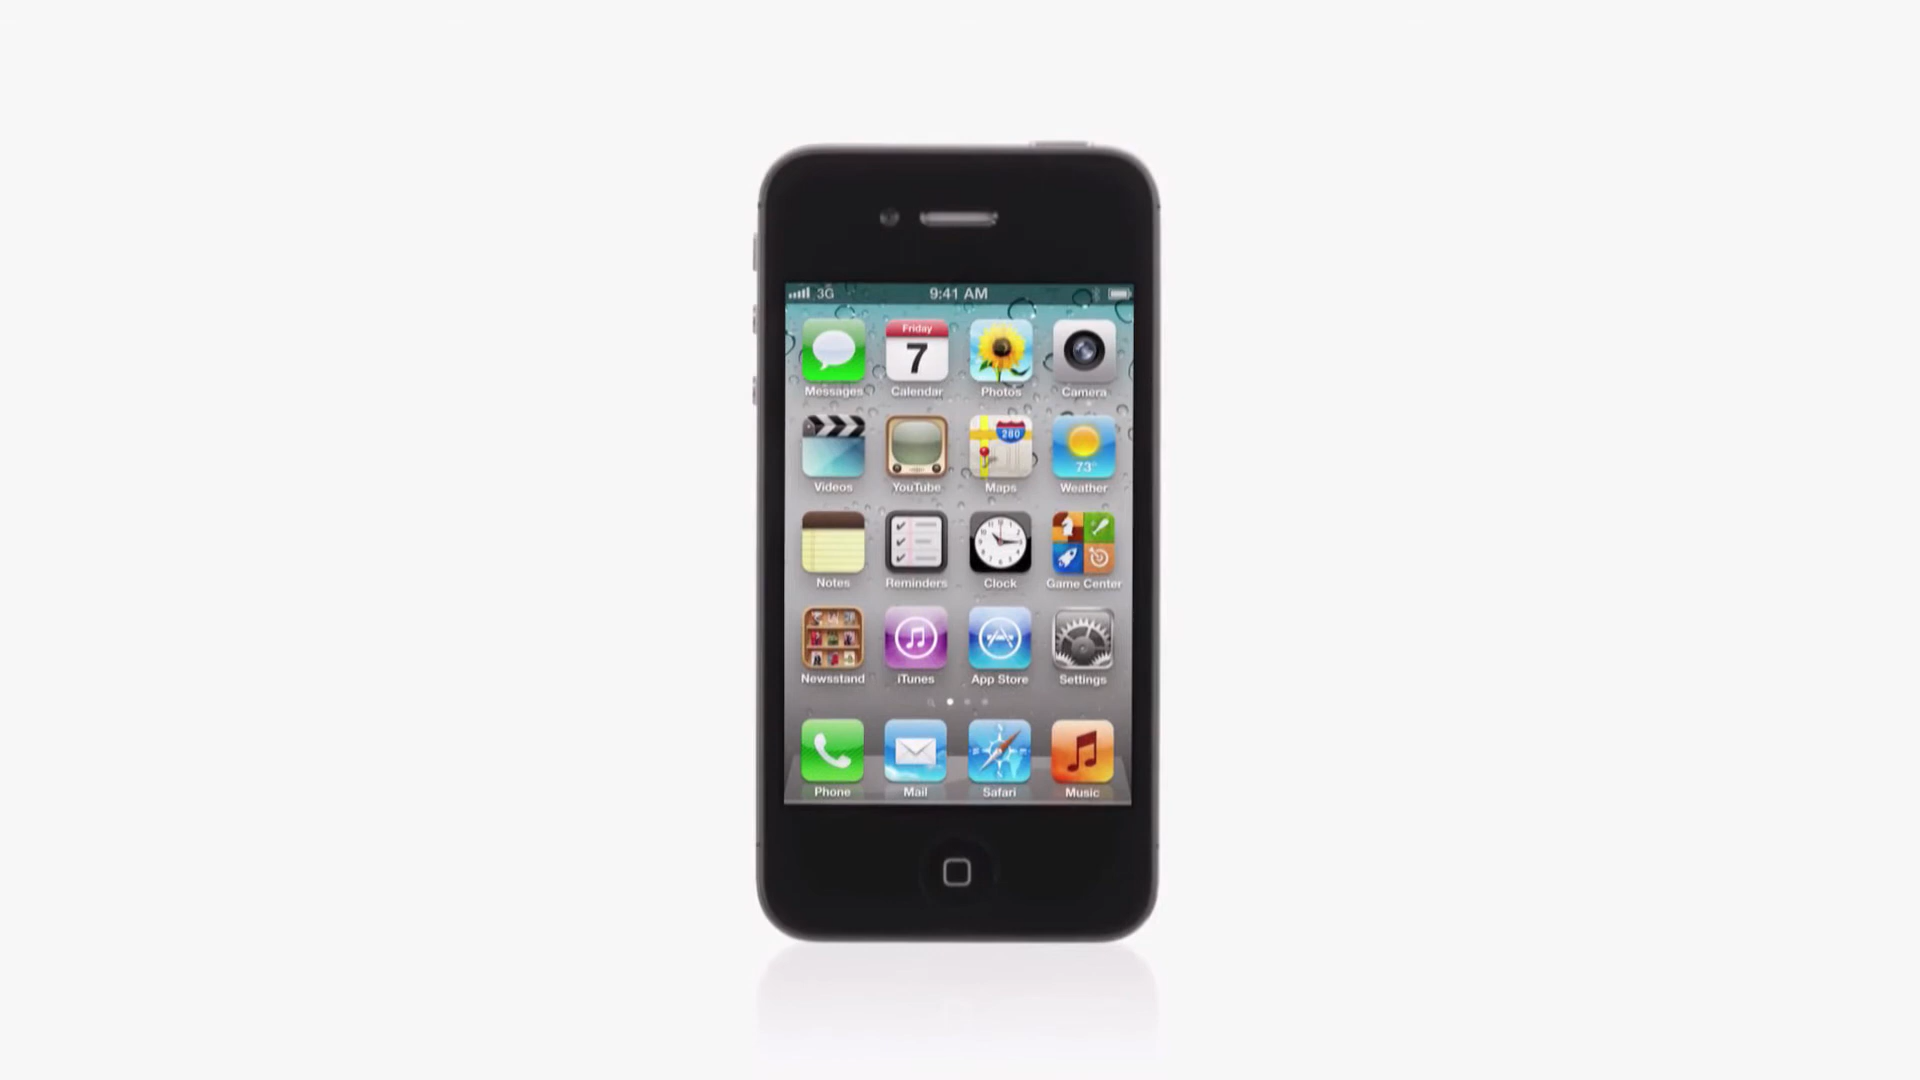 3G 9:41 AM
Friday
7
Messages Calendar Photos Camera
280
73°
Videos YouTube Maps Weather
Notes Reminders Clock Game Center
Newsstand iTunes App Store Settings
Phone Mail Safari Music